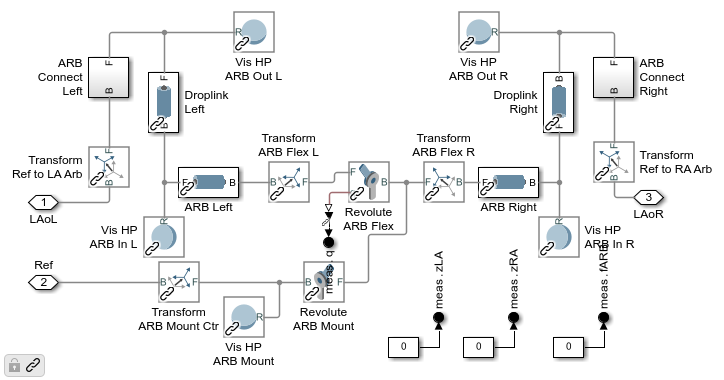 R
Vis HP
ARB Out L
R
Vis HP
ARB Out R
ARB
Connect
Left
F
B
F
B
Droplink
Left
B
F
Droplink
Right
F
B
ARB
Connect
Right
Transform
Ref to LA Arb
F
B
Transform
ARB Flex L
Transform
ARB Flex R
F
B
Transform
Ref to RA Arb
1
LAoL
F
B
ARB Left
B
F
F
B
Revolute
ARB Flex
F
B
F
B
ARB Right
3
LAoR
R
Vis HP
ARB In L
R
Vis HP
ARB In R
Ref
2
B
F
Transform
ARB Mount Ctr
R
Vis HP
ARB Mount
B
F
Revolute
ARB Mount
meas.q
meas.zLA
meas.zRA
meas.fARB
0
0
0